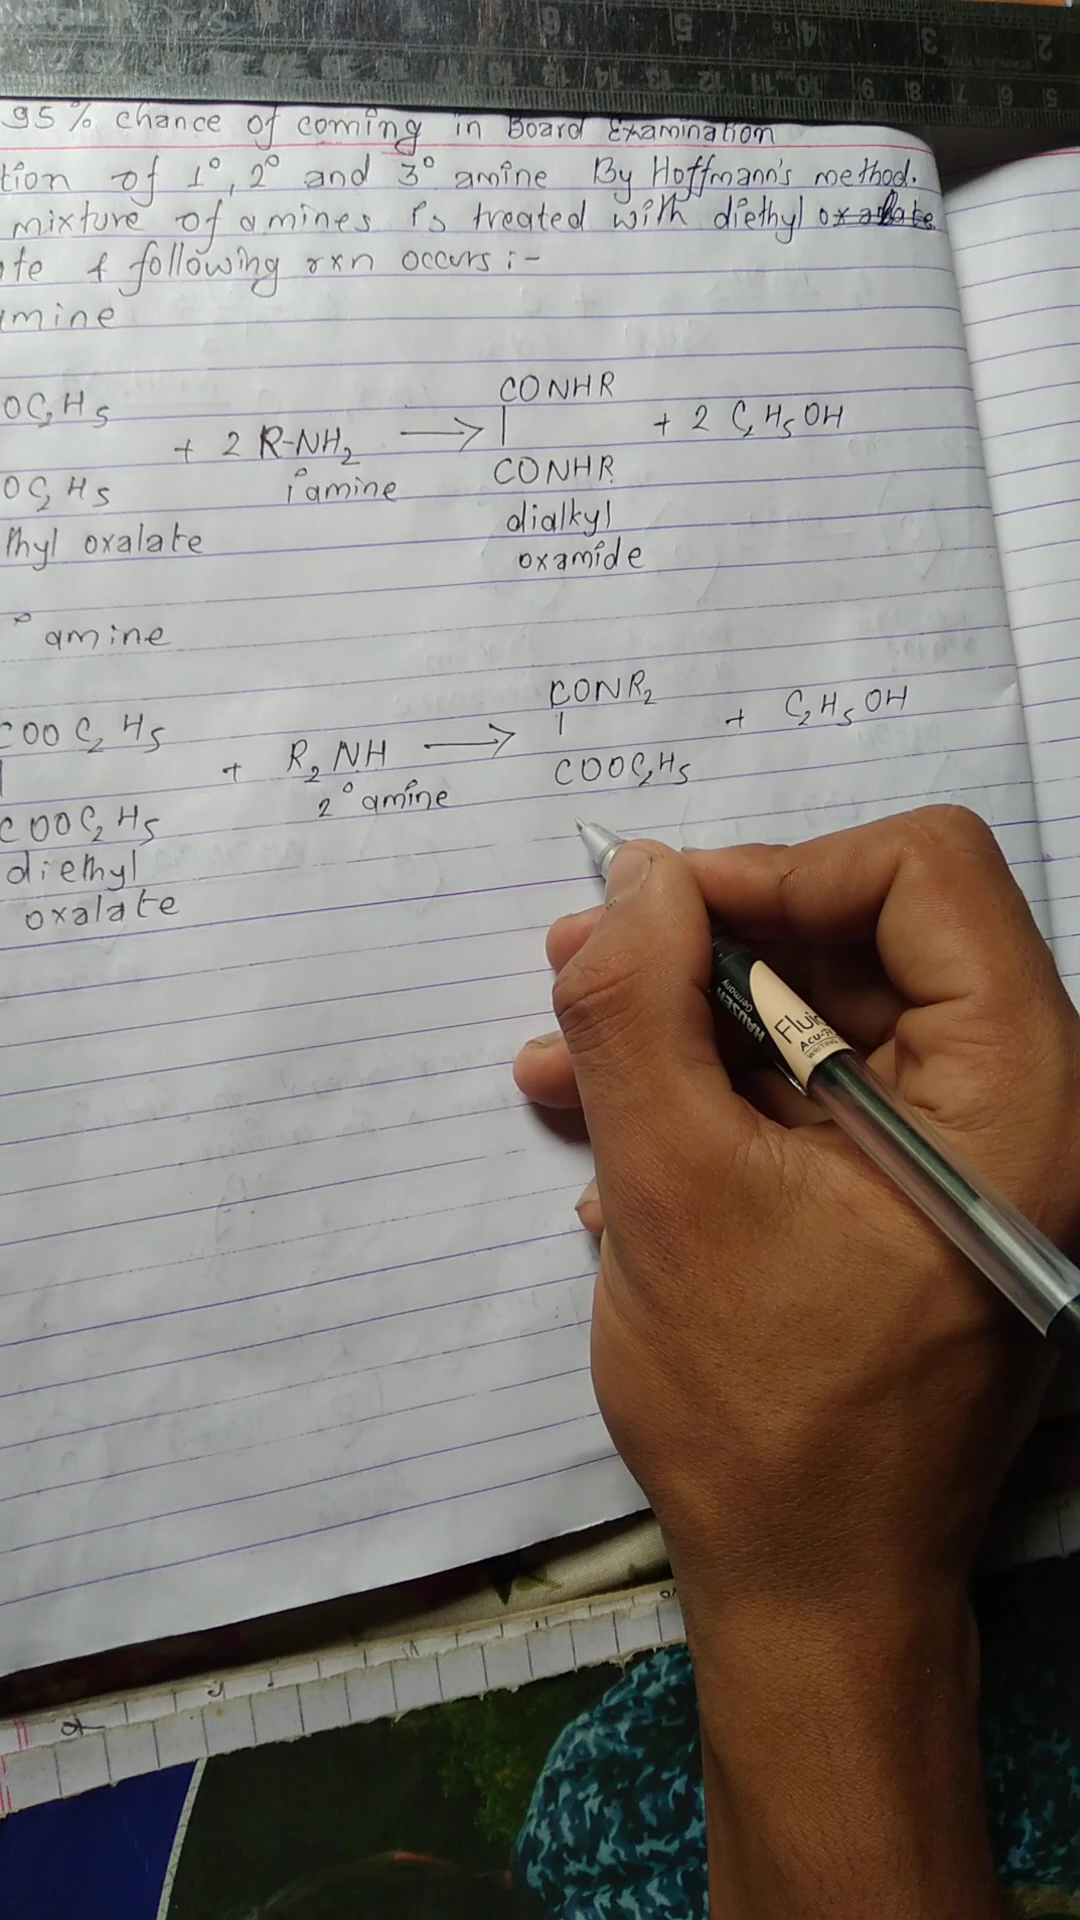 95% chance of coming in Board Examination
tion of 1°, 2° and 3° amine By Hoffmann's method.
mixture of amines is treated with diethyl oxalate
te & following rxn occurs :-
mine
OC2H5 + 2 R-NH2 → CONHR + 2 C2H5OH
OC2H5 1° amine CONHR
thyl oxalate dialkyl
oxamide
° amine
COOC2H5 + R2NH → CONR2 + C2H5OH
COOC2H5 2° amine COOC2H5
diethyl
oxalate
HAUSER
Germany